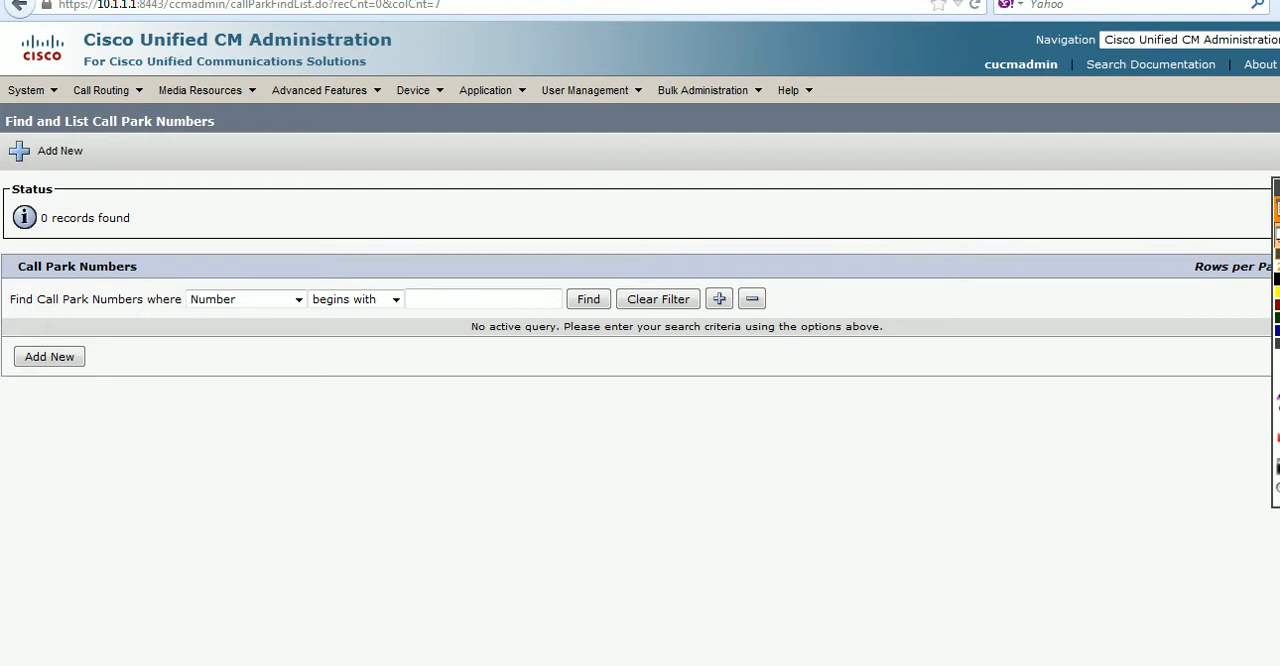 https://10.1.1.1:8443/ccmadmin/callParkFindList.do?recCnt=0&colCnt=7
Yahoo
CISCO
Cisco Unified CM Administration
For Cisco Unified Communications Solutions
Navigation Cisco Unified CM Administration
cucmadmin | Search Documentation | About
System Call Routing Media Resources Advanced Features Device Application User Management Bulk Administration Help
Find and List Call Park Numbers
Add New
Status
0 records found
Call Park Numbers
Rows per Pa
Find Call Park Numbers where Number begins with Find Clear Filter
No active query. Please enter your search criteria using the options above.
Add New